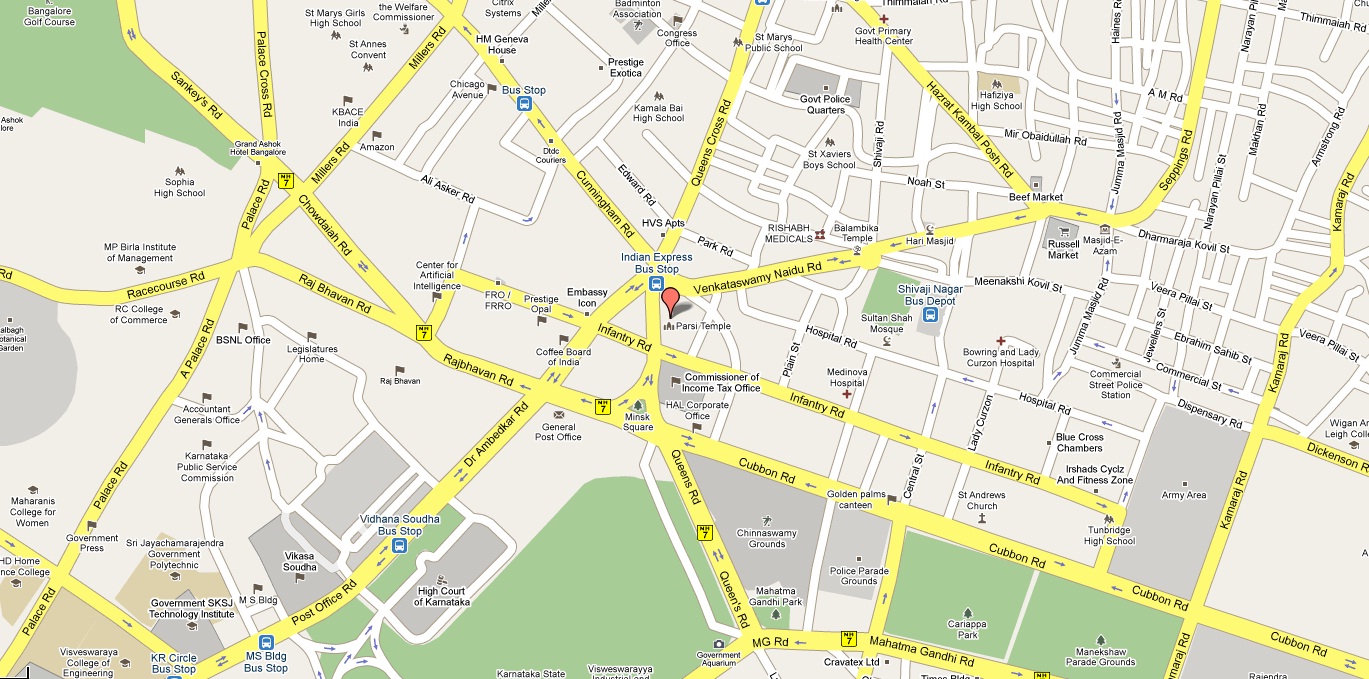 Bangalore
Golf Course
St Marys Girls
High School
the Welfare
Commissioner
Citrix
Systems
Badminton
Association
Congress
Office
St Marys
Public School
Govt Primary
Health Center
Thimmaiah Rd
Haines Rd
Thimmaiah Rd
St Annes
Convent
Millers Rd
HM Geneva
House
Prestige
Exotica
Palace Cross Rd
Sankey's Rd
KBACE
India
Chicago
Avenue
Bus Stop
Kamala Bai
High School
Govt Police
Quarters
Hazrat Kambal Posh Rd
Hafiziya
High School
A M Rd
Makhan Rd
Armstrong Rd
Ashok
lore
Grand Ashok
Hotel Bangalore
Amazon
Dtdc
Couriers
Queens Cross Rd
St Xaviers
Boys School
Shivaji Rd
Mir Obaidullah Rd
Jumma Masjid Rd
Seppings Rd
Sophia
High School
NH
7
Millers Rd
Ali Asker Rd
Edward Rd
Noah St
Beef Market
Narayan Pillai St
Kamaraj Rd
Palace Rd
Chowdaiah Rd
Cunningham Rd
HVS Apts
Park Rd
RISHABH
MEDICALS
Balambika
Temple
Hari Masjid
Russell
Market
Masjid-E-
Azam
Dharmaraja Kovil St
MP Birla Institute
of Management
Racecourse Rd
Raj Bhavan Rd
Center for
Artificial
Intelligence
Indian Express
Bus Stop
Venkataswamy Naidu Rd
Meenakshi Kovil St
Veera Pillai St
FRO /
FRRO
Prestige
Opal
Embassy
Icon
Shivaji Nagar
Bus Depot
RC College
of Commerce
BSNL Office
A Palace Rd
NH
7
Infantry Rd
Parsi Temple
Sultan Shah
Mosque
Hospital Rd
Jumma Masjid Rd
Jewellers St
Ebrahim Sahib St
Veera Pillai St
Legislatures
Home
Raj Bhavan
Rajbhavan Rd
Coffee Board
of India
Plain St
Bowring and Lady
Curzon Hospital
Commercial
Street Police
Station
Commercial St
Kamaraj Rd
Commissioner of
Income Tax Office
Medinova
Hospital
NH
7
Minsk
Square
HAL Corporate
Office
Infantry Rd
Hospital Rd
Dispensary Rd
Accountant
Generals Office
General
Post Office
Dr Ambedkar Rd
Lady Curzon
Blue Cross
Chambers
Dickenson R
Karnataka
Public Service
Commission
Palace Rd
Queens Rd
Cubbon Rd
Central St
Infantry Rd
Irshads Cyclz
And Fitness Zone
Army Area
Kamaraj Rd
Maharanis
College for
Women
Golden palms
canteen
St Andrews
Church
Vidhana Soudha
Bus Stop
NH
7
Chinnaswamy
Grounds
Tunbridge
High School
Government
Press
Sri Jayachamarajendra
Government
Polytechnic
Vikasa
Soudha
Cubbon Rd
HD Home
nce College
High Court
of Karnataka
Police Parade
Grounds
Queen's Rd
Mahatma
Gandhi Park
Cubbon Rd
M S Bldg
Post Office Rd
Government SKSJ
Technology Institute
Palace Rd
Cariappa
Park
Cubbon Rd
MS Bldg
Bus Stop
KR Circle
Bus Stop
Visveswaraya
College of
Engineering
MG Rd
NH
7
Mahatma Gandhi Rd
Manekshaw
Parade Grounds
Government
Aquarium
Cravatex Ltd
Karnataka State
Visweswarayya
Times Bldg
NH
Rajendra